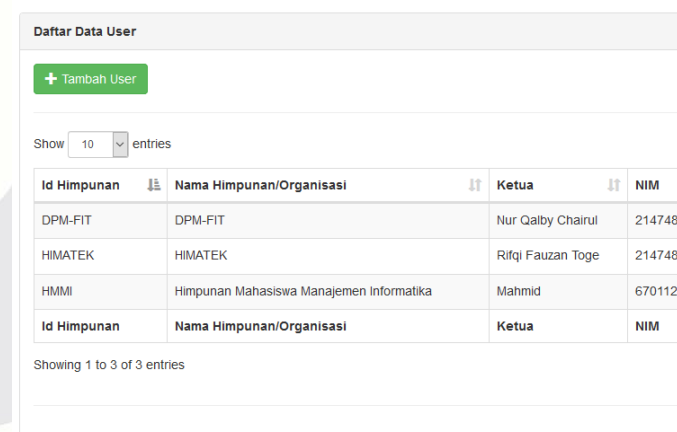 Daftar Data User
Tambah User
Show 10 entries
Id Himpunan Nama Himpunan/Organisasi Ketua NIM
DPM-FIT DPM-FIT Nur Qalby Chairul 214748
HIMATEK HIMATEK Rifqi Fauzan Toge 214748
HMMI Himpunan Mahasiswa Manajemen Informatika Mahmid 670112
Id Himpunan Nama Himpunan/Organisasi Ketua NIM
Showing 1 to 3 of 3 entries